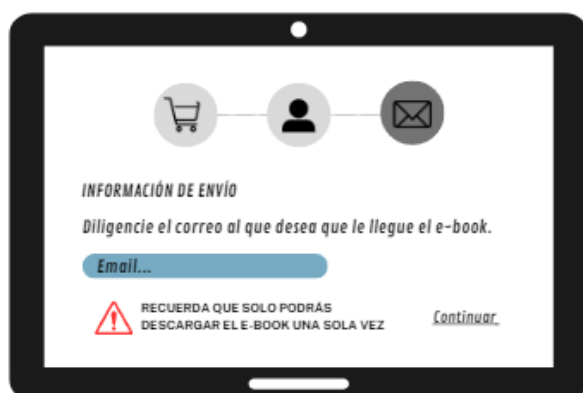 INFORMACIÓN DE ENVÍO
Diligencie el correo al que desea que le llegue el e-book.
Email...
RECUERDA QUE SOLO PODRÁS
DESCARGAR EL E-BOOK UNA SOLA VEZ
Continuar